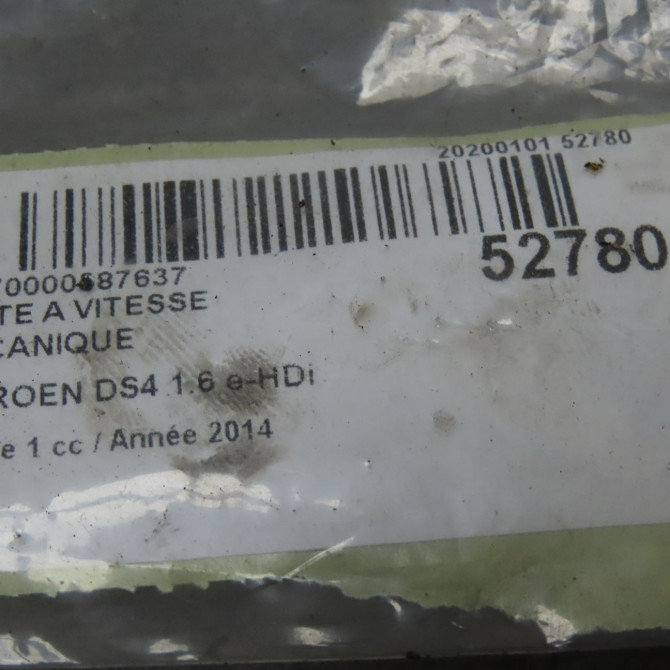 20200101 52780
52780
70000587637
TE A VITESSE
CANIQUE
ROEN DS4 1.6 e-HDi
e 1 cc / Année 2014